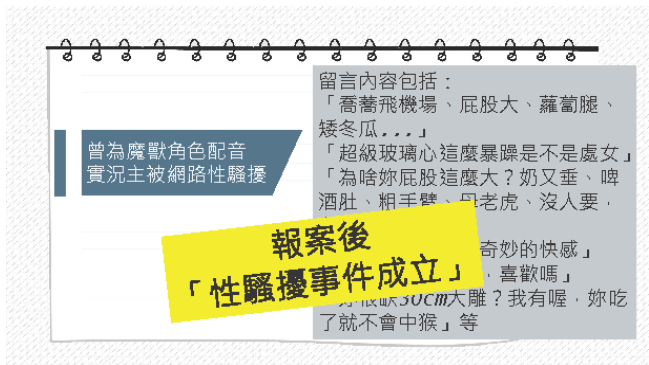 曾為魔獸角色配音
實況主被網路性騷擾
留言內容包括：
「喬蕎飛機場、屁股大、蘿蔔腿、
矮冬瓜...」
「超級玻璃心這麼暴躁是不是處女」
「為啥妳屁股這麼大？奶又垂、啤
酒肚、粗手臂、母老虎、沒人要，
奇妙的快感」
，喜歡嗎」
30cm大雕？我有喔，妳吃
了就不會中猴」等
報案後
「性騷擾事件成立」